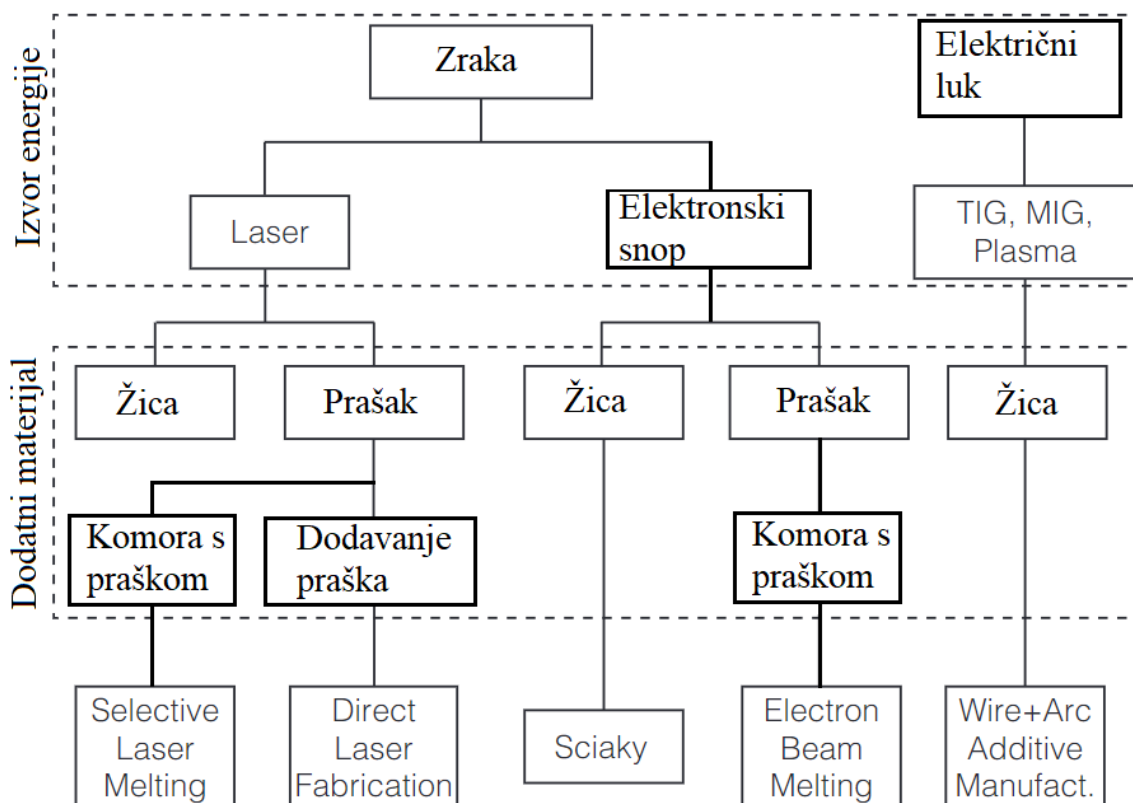 Izvor energije
Zraka
Električni
luk
Laser
Elektronski
snop
TIG, MIG,
Plasma
Dodatni materijal
Žica
Prašak
Žica
Prašak
Žica
Komora s
praškom
Dodavanje
praška
Komora s
praškom
Selective
Laser
Melting
Direct
Laser
Fabrication
Sciaky
Electron
Beam
Melting
Wire+Arc
Additive
Manufact.